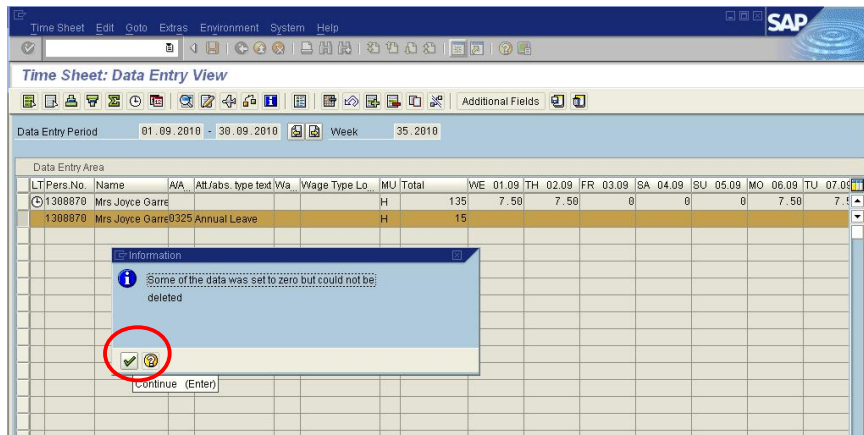 Time Sheet Edit Goto Extras Environment System Help
SAP
Time Sheet: Data Entry View
Additional Fields
Data Entry Period 01.09.2010 - 30.09.2010 Week 35.2010
Data Entry Area
LT Pers.No. Name A/A... Att./abs. type text Wa... Wage Type Lo... MU Total WE 01.09 TH 02.09 FR 03.09 SA 04.09 SU 05.09 MO 06.09 TU 07.09
1308870 Mrs Joyce Garre H 135 7.50 7.50 0 0 0 7.50 7.5
1308870 Mrs Joyce Garre 0325 Annual Leave H 15
Information
Some of the data was set to zero but could not be
deleted
Continue (Enter)